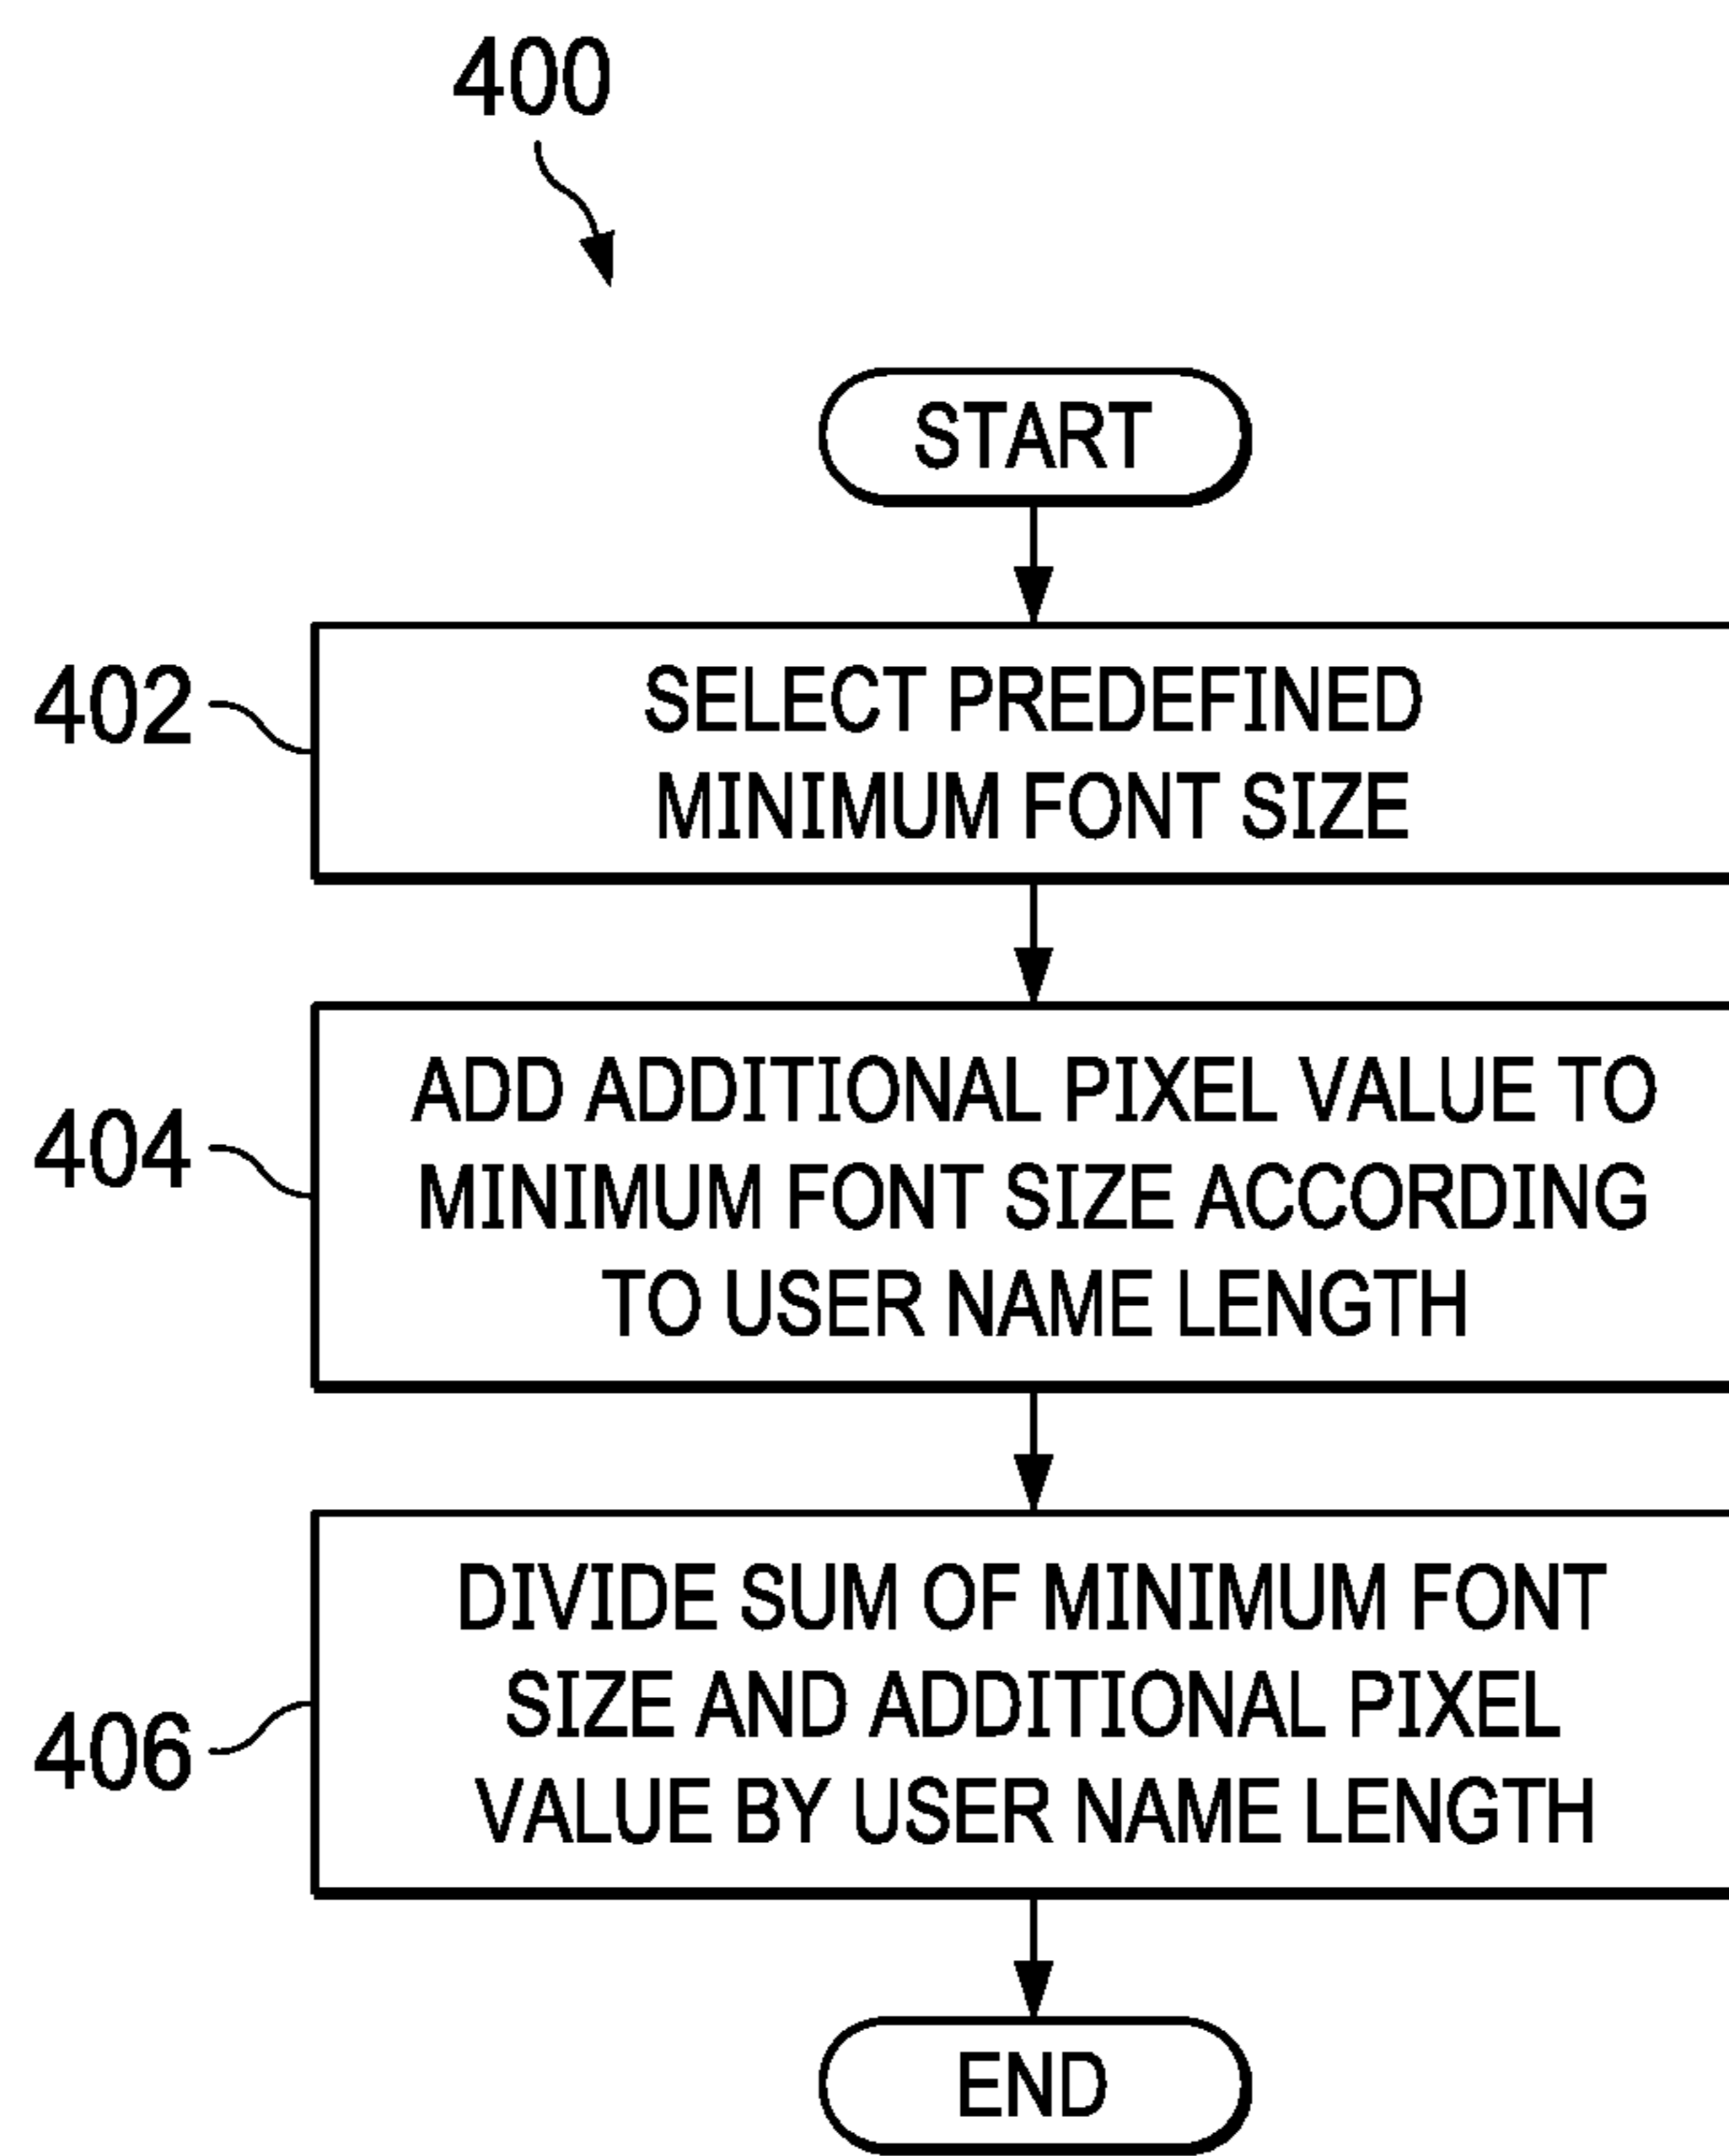 400
START
402
SELECT PREDEFINED
MINIMUM FONT SIZE
404
ADD ADDITIONAL PIXEL VALUE TO
MINIMUM FONT SIZE ACCORDING
TO USER NAME LENGTH
406
DIVIDE SUM OF MINIMUM FONT
SIZE AND ADDITIONAL PIXEL
VALUE BY USER NAME LENGTH
END